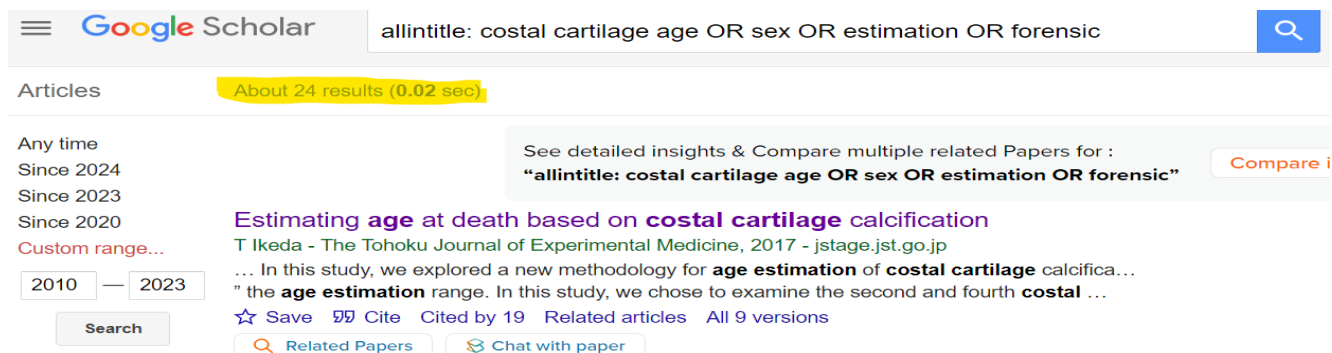 Google Scholar
allintitle: costal cartilage age OR sex OR estimation OR forensic
Articles
About 24 results (0.02 sec)
Any time
Since 2024
Since 2023
Since 2020
Custom range...
2010 — 2023
Search
See detailed insights & Compare multiple related Papers for :
“allintitle: costal cartilage age OR sex OR estimation OR forensic”
Compare i
Estimating age at death based on costal cartilage calcification
T Ikeda - The Tohoku Journal of Experimental Medicine, 2017 - jstage.jst.go.jp
… In this study, we explored a new methodology for age estimation of costal cartilage calcifica…
” the age estimation range. In this study, we chose to examine the second and fourth costal …
Save Cite Cited by 19 Related articles All 9 versions
Related Papers Chat with paper